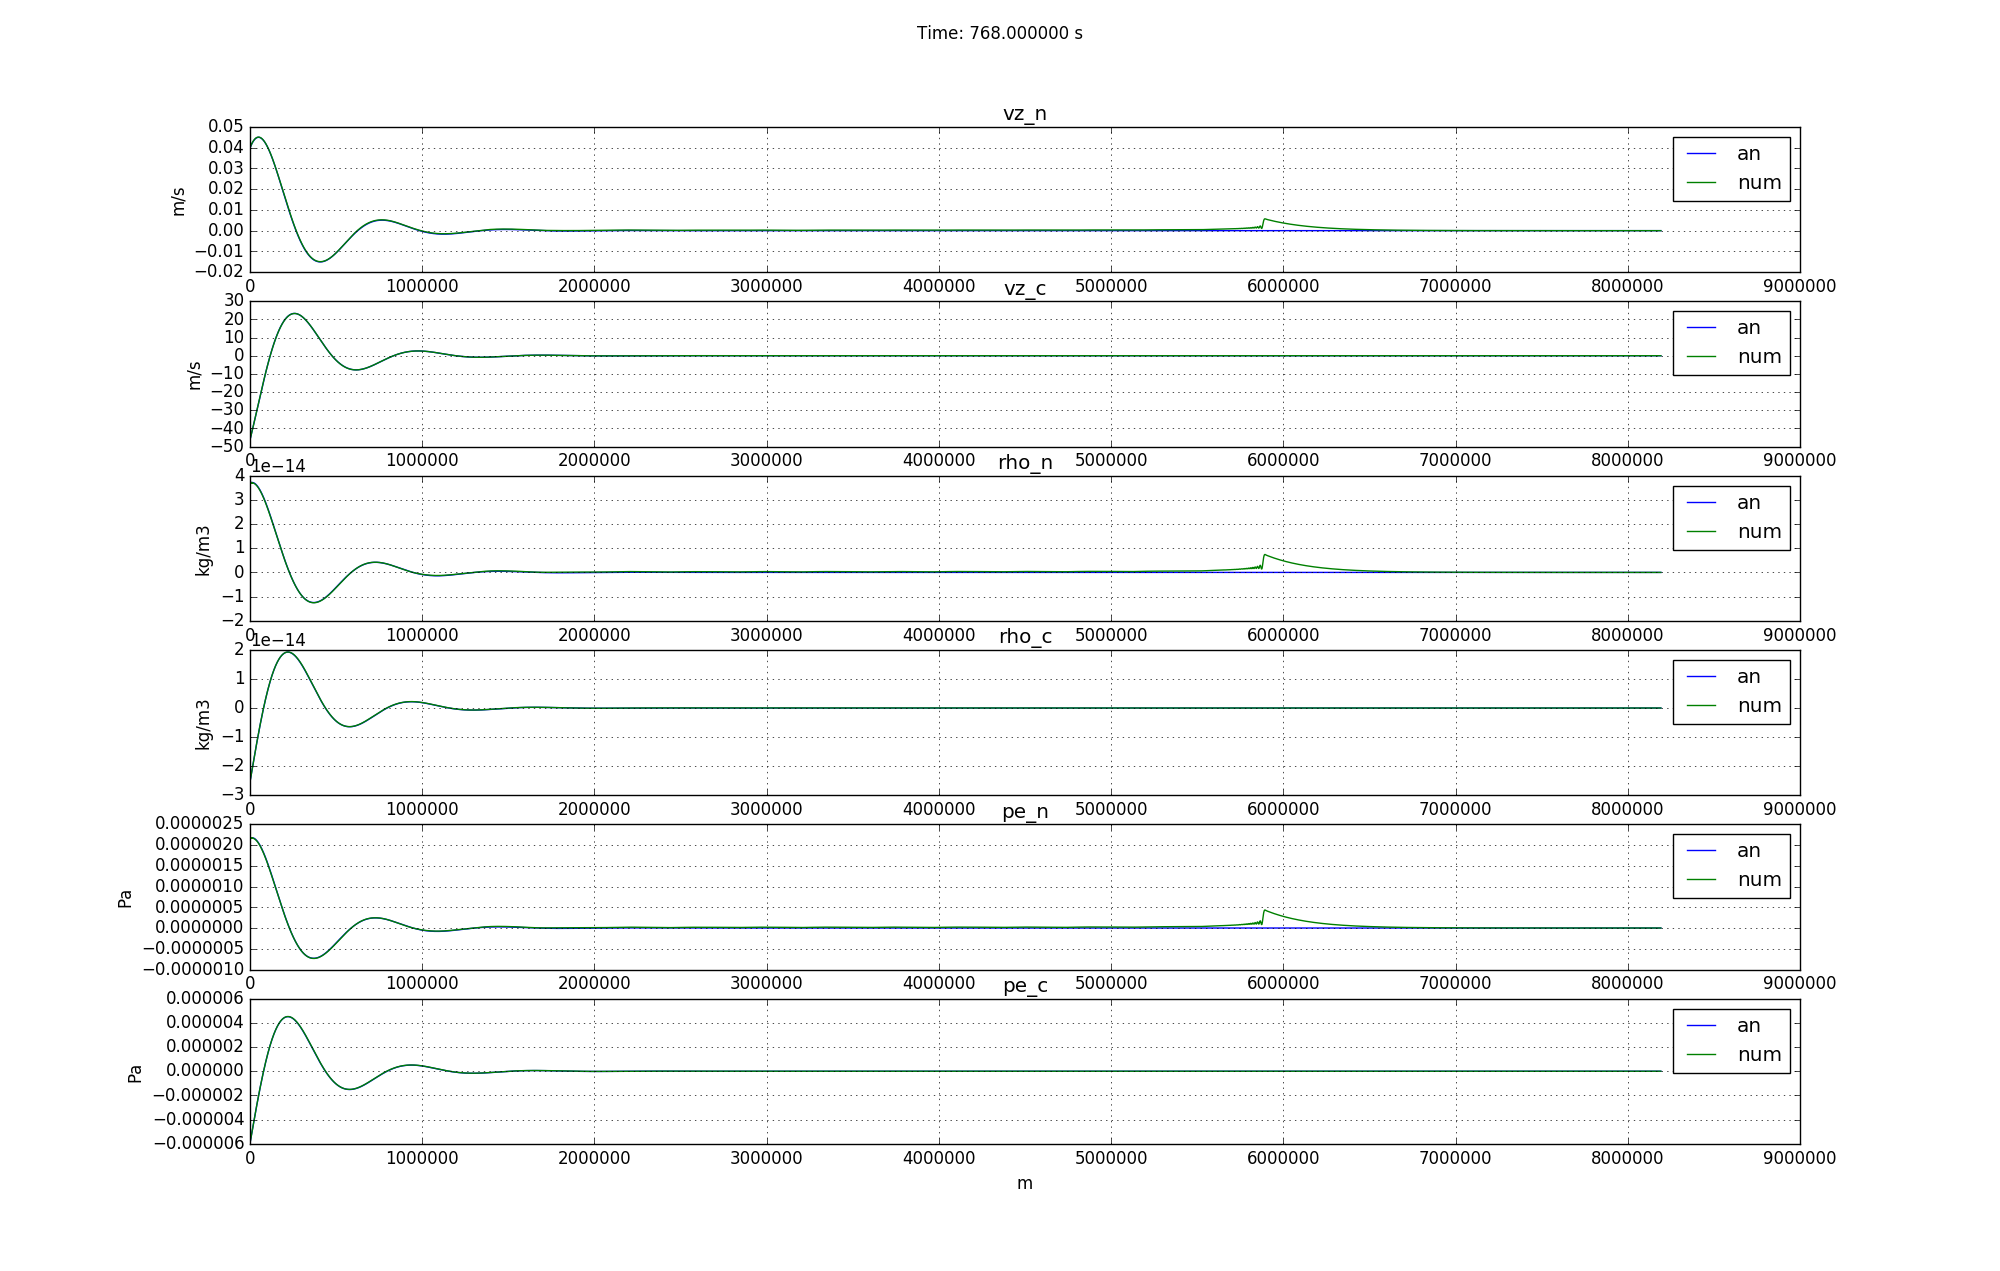 Time: 768.000000 s
vz_n
0.05
0.04
0.03
0.02
0.01
0.00
−0.01
−0.02
m/s
an
num
0 1000000 2000000 3000000 4000000 5000000 6000000 7000000 8000000 9000000
vz_c
30
20
10
0
−10
−20
−30
−40
−50
m/s
an
num
0 1000000 2000000 3000000 4000000 5000000 6000000 7000000 8000000 9000000
1e−14
rho_n
4
3
2
1
0
−1
−2
kg/m3
an
num
0 1000000 2000000 3000000 4000000 5000000 6000000 7000000 8000000 9000000
1e−14
rho_c
2
1
0
−1
−2
−3
kg/m3
an
num
0 1000000 2000000 3000000 4000000 5000000 6000000 7000000 8000000 9000000
pe_n
0.0000025
0.0000020
0.0000015
0.0000010
0.0000005
0.0000000
−0.0000005
−0.0000010
Pa
an
num
0 1000000 2000000 3000000 4000000 5000000 6000000 7000000 8000000 9000000
pe_c
0.000006
0.000004
0.000002
0.000000
−0.000002
−0.000004
−0.000006
Pa
an
num
0 1000000 2000000 3000000 4000000 5000000 6000000 7000000 8000000 9000000
m